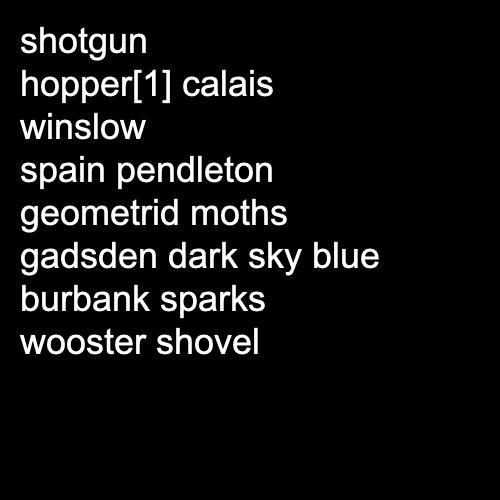 shotgun
hopper[1] calais
winslow
spain pendleton
geometrid moths
gadsden dark sky blue
burbank sparks
wooster shovel